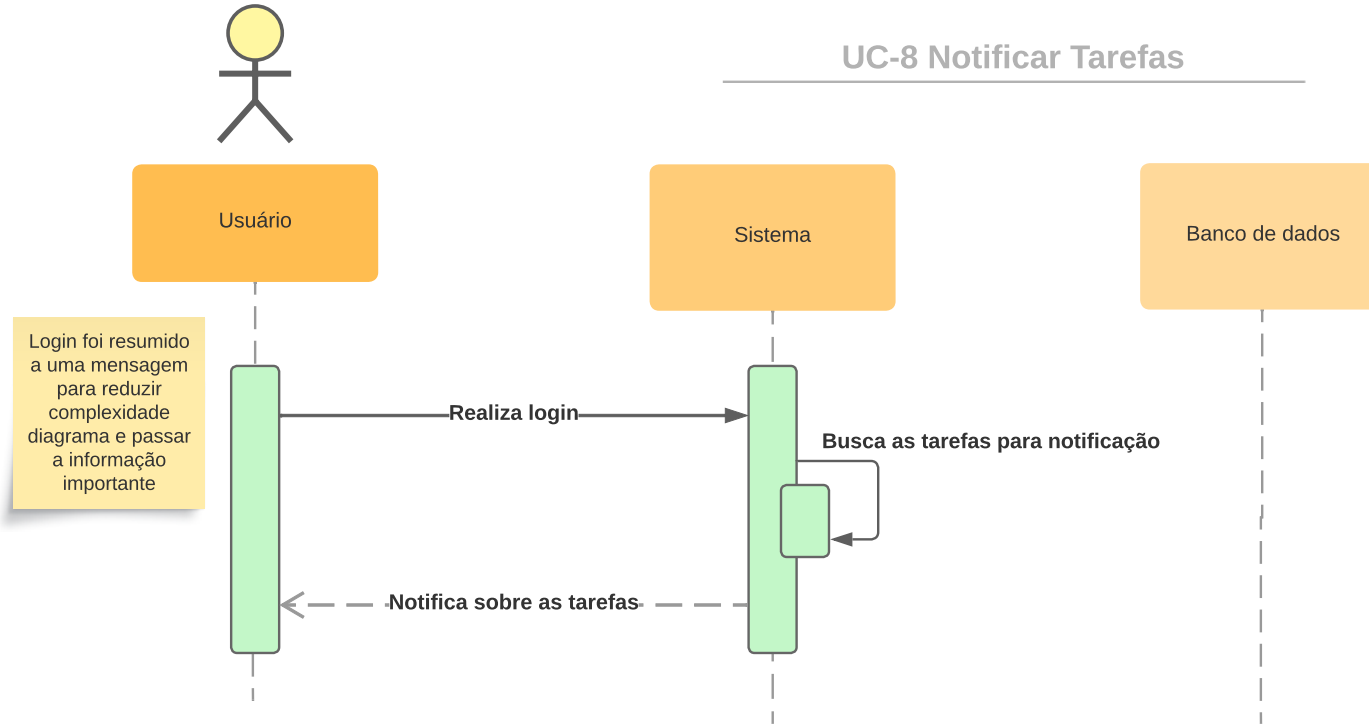 UC-8 Notificar Tarefas
Usuário
Sistema
Banco de dados
Login foi resumido
a uma mensagem
para reduzir
complexidade
diagrama e passar
a informação
importante
Realiza login
Busca as tarefas para notificação
Notifica sobre as tarefas